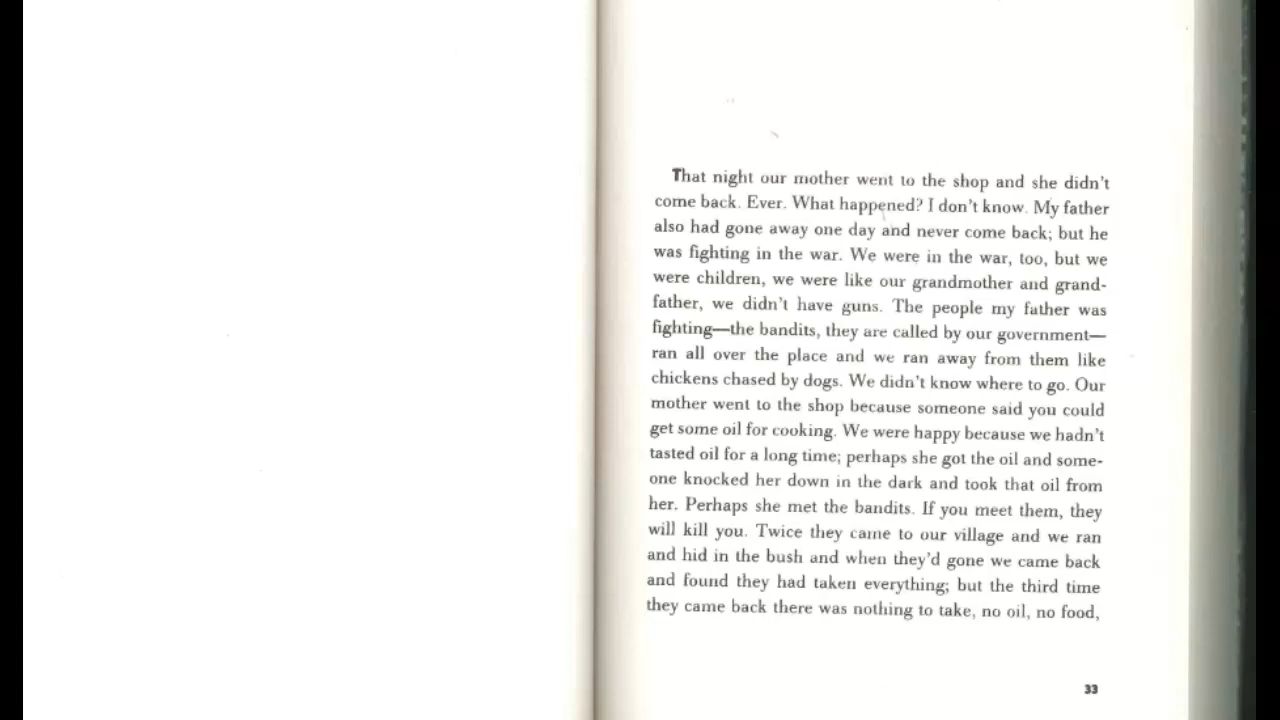 That night our mother went to the shop and she didn't
come back. Ever. What happened? I don't know. My father
also had gone away one day and never come back; but he
was fighting in the war. We were in the war, too, but we
were children, we were like our grandmother and grand-
father, we didn't have guns. The people my father was
fighting—the bandits, they are called by our government—
ran all over the place and we ran away from them like
chickens chased by dogs. We didn't know where to go. Our
mother went to the shop because someone said you could
get some oil for cooking. We were happy because we hadn't
tasted oil for a long time; perhaps she got the oil and some-
one knocked her down in the dark and took that oil from
her. Perhaps she met the bandits. If you meet them, they
will kill you. Twice they came to our village and we ran
and hid in the bush and when they'd gone we came back
and found they had taken everything; but the third time
they came back there was nothing to take, no oil, no food,
33